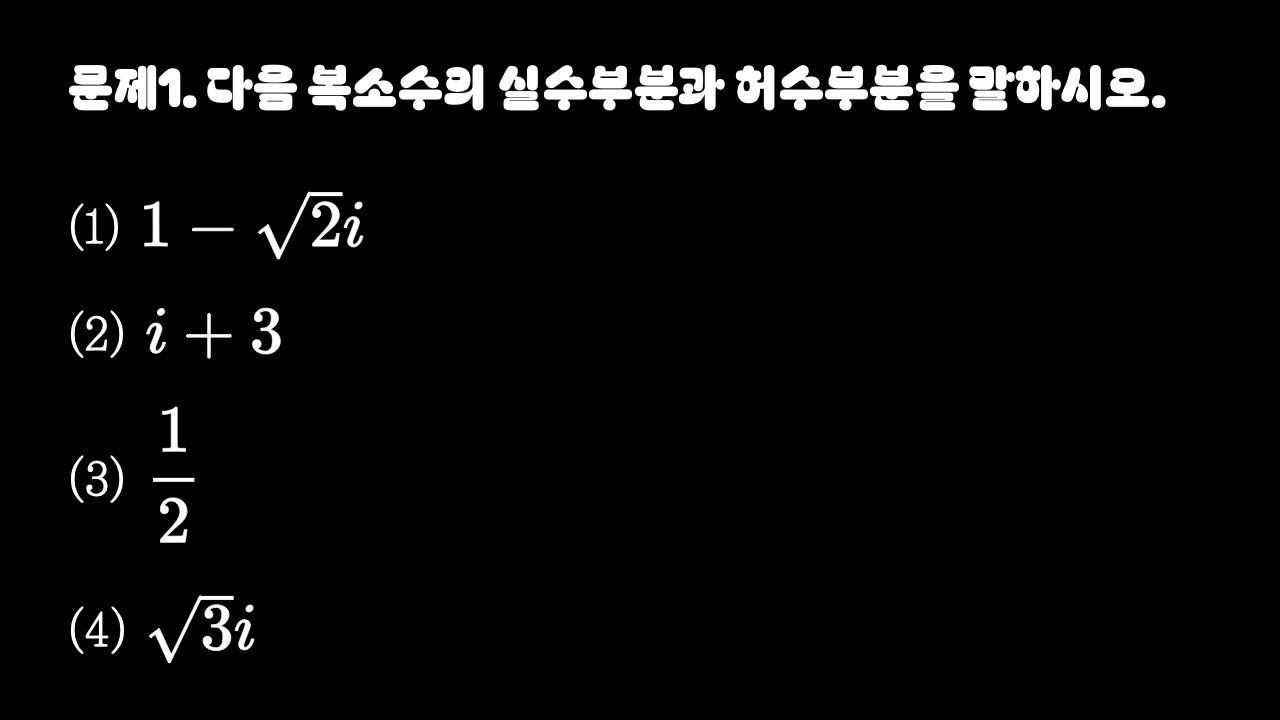 문제1. 다음 복소수의 실수부분과 허수부분을 말하시오.
(1) 1 − √2i
(2) i + 3
(3) 1/2
(4) √3i